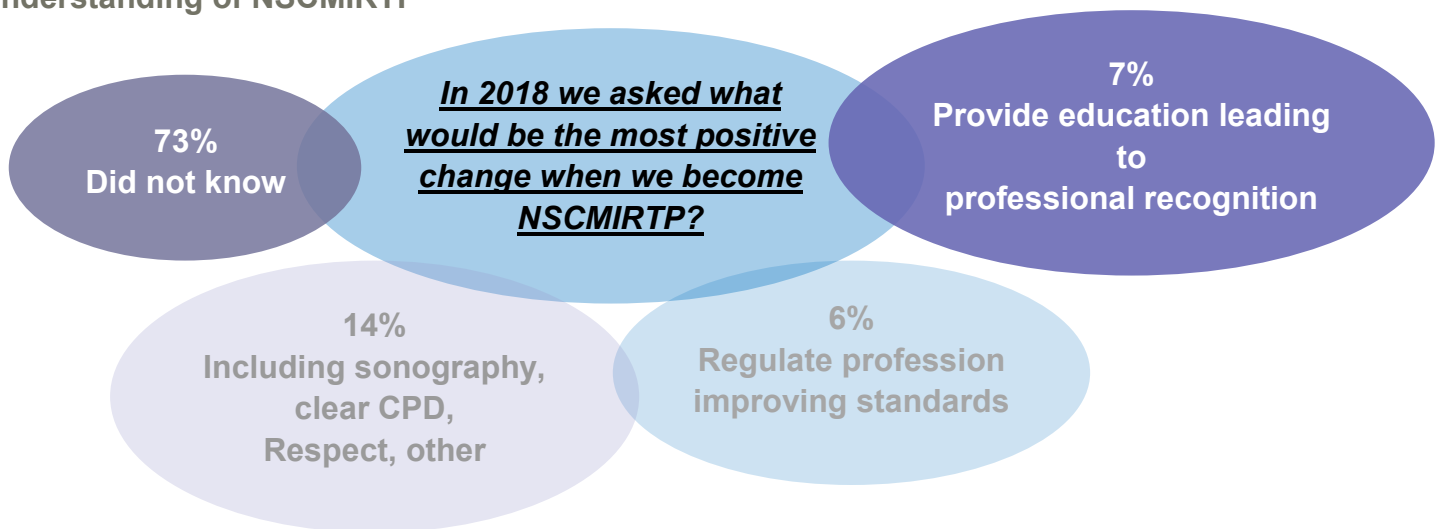 of NSCMIRTP
73%
Did not know
In 2018 we asked what
would be the most positive
change when we become
NSCMIRTP?
7%
Provide education leading
to
professional recognition
14%
Including sonography,
clear CPD,
Respect, other
6%
Regulate profession
improving standards